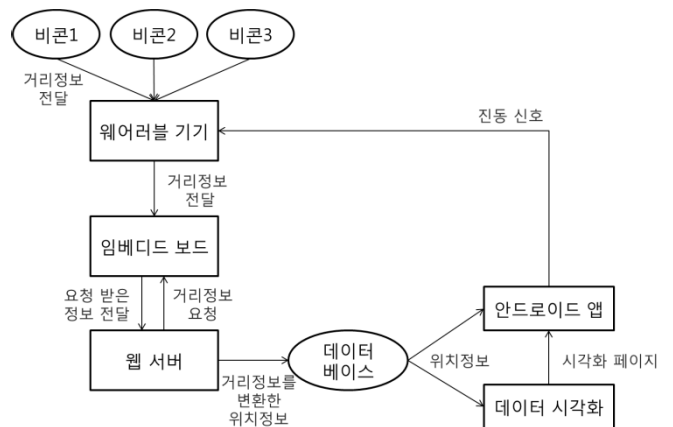 비콘1
비콘2
비콘3
거리정보
전달
웨어러블 기기
진동 신호
거리정보
전달
임베디드 보드
요청 받은
정보 전달
거리정보
요청
안드로이드 앱
웹 서버
데이터
베이스
위치정보
시각화 페이지
거리정보를
변환한
위치정보
데이터 시각화